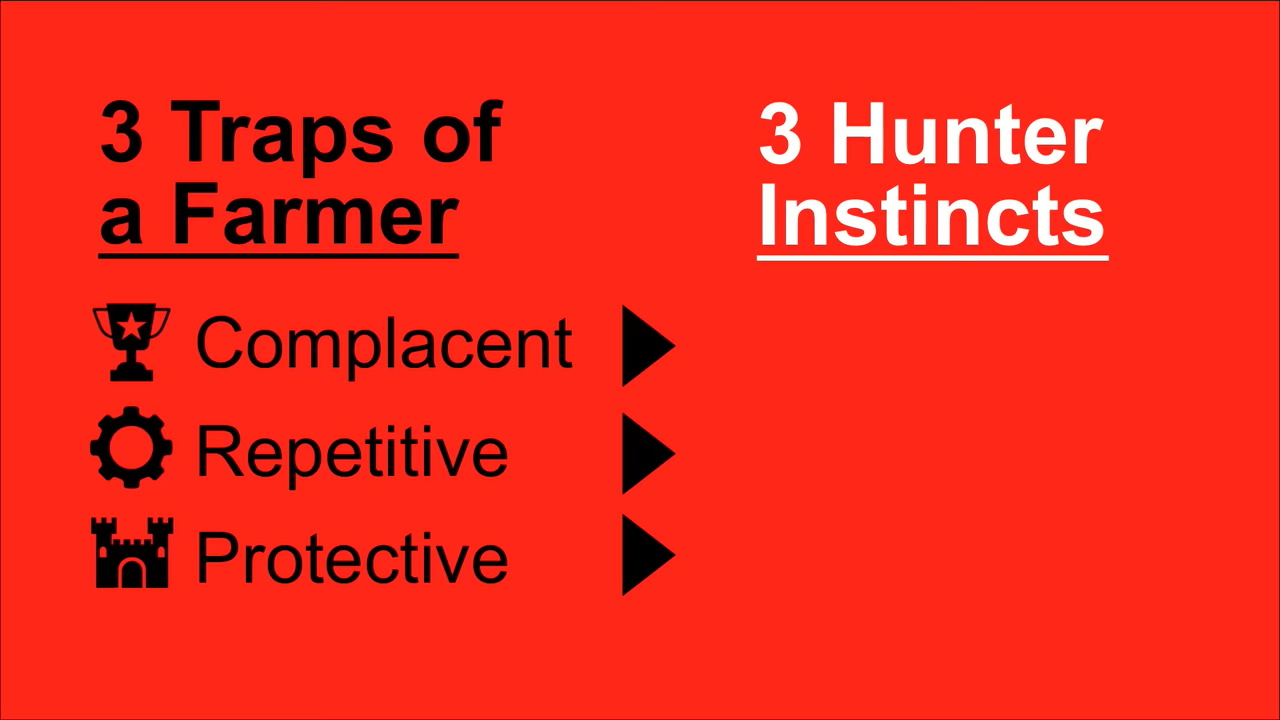 3 Traps of
a Farmer
Complacent
Repetitive
Protective
3 Hunter
Instincts